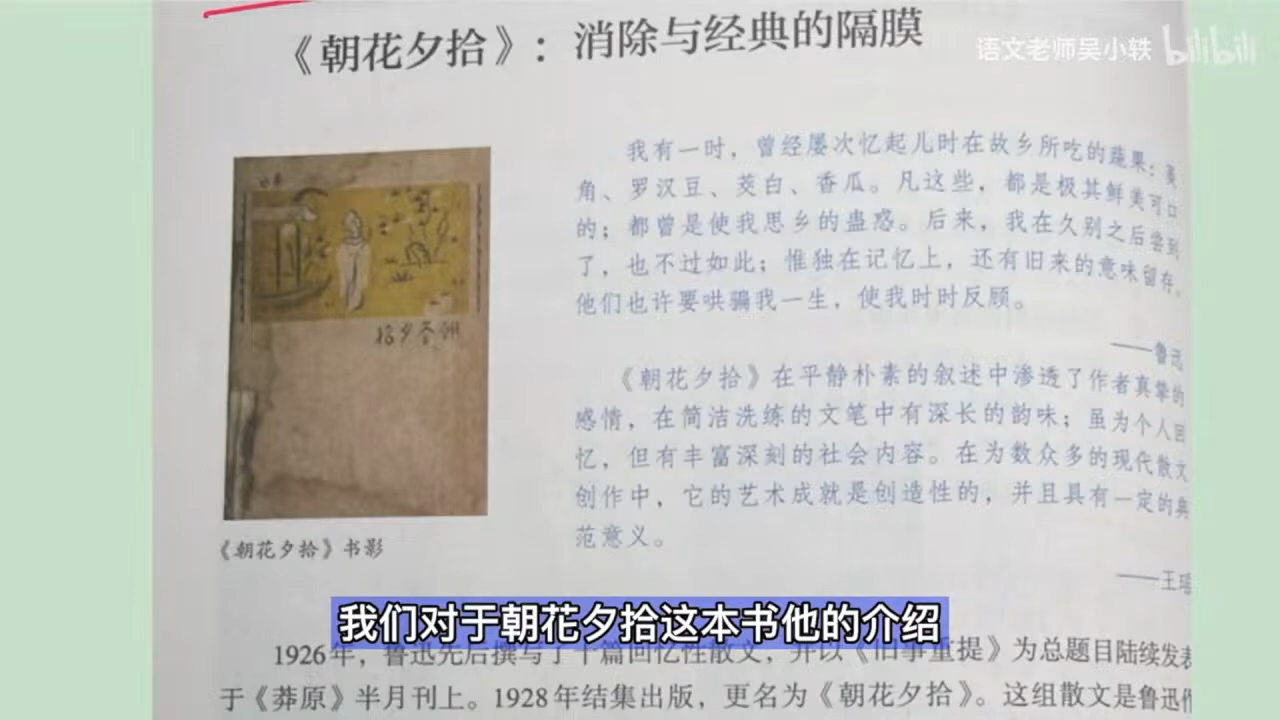 《朝花夕拾》：消除与经典的隔膜
语文老师吴小轶 bilibili
我有一时，曾经屡次忆起儿时在故乡所吃的蔬果：菱
角、罗汉豆、茭白、香瓜。凡这些，都是极其鲜美可口
的；都曾是使我思乡的蛊惑。后来，我在久别之后尝到
了，也不过如此；惟独在记忆上，还有旧来的意味留存。
他们也许要哄骗我一生，使我时时反顾。
——鲁迅
拾夕花朝
《朝花夕拾》在平静朴素的叙述中渗透了作者真挚的
感情，在简洁洗练的文笔中有深长的韵味；虽为个人回
忆，但有丰富深刻的社会内容。在为数众多的现代散文
创作中，它的艺术成就是创造性的，并且具有一定的典
范意义。
——王瑶
《朝花夕拾》书影
我们对于朝花夕拾这本书他的介绍
1926年，鲁迅先后撰写了十篇回忆性散文，并以《旧事重提》为总题目陆续发表
于《莽原》半月刊上。1928年结集出版，更名为《朝花夕拾》。这组散文是鲁迅作